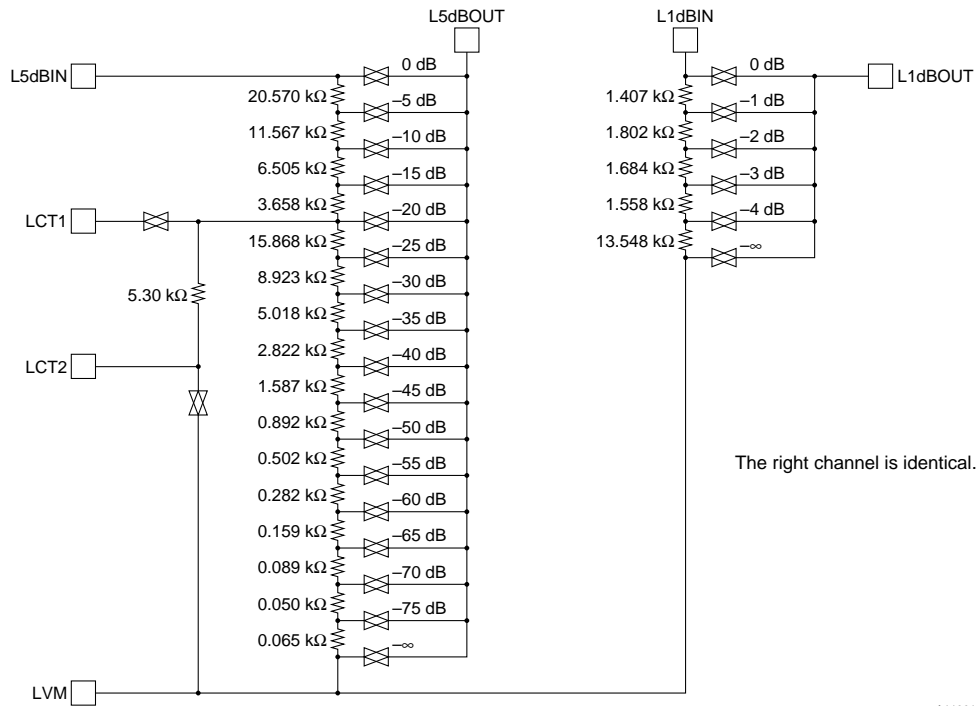 L5dBOUT
L1dBIN
L5dBIN
0 dB
0 dB
L1dBOUT
20.570 kΩ
1.407 kΩ
–5 dB
–1 dB
11.567 kΩ
1.802 kΩ
–10 dB
–2 dB
6.505 kΩ
1.684 kΩ
–15 dB
–3 dB
3.658 kΩ
1.558 kΩ
LCT1
–20 dB
–4 dB
15.868 kΩ
13.548 kΩ
–25 dB
–∞
8.923 kΩ
–30 dB
5.30 kΩ
5.018 kΩ
–35 dB
2.822 kΩ
LCT2
–40 dB
1.587 kΩ
–45 dB
0.892 kΩ
–50 dB
0.502 kΩ
The right channel is identical.
–55 dB
0.282 kΩ
–60 dB
0.159 kΩ
–65 dB
0.089 kΩ
–70 dB
0.050 kΩ
–75 dB
0.065 kΩ
–∞
LVM